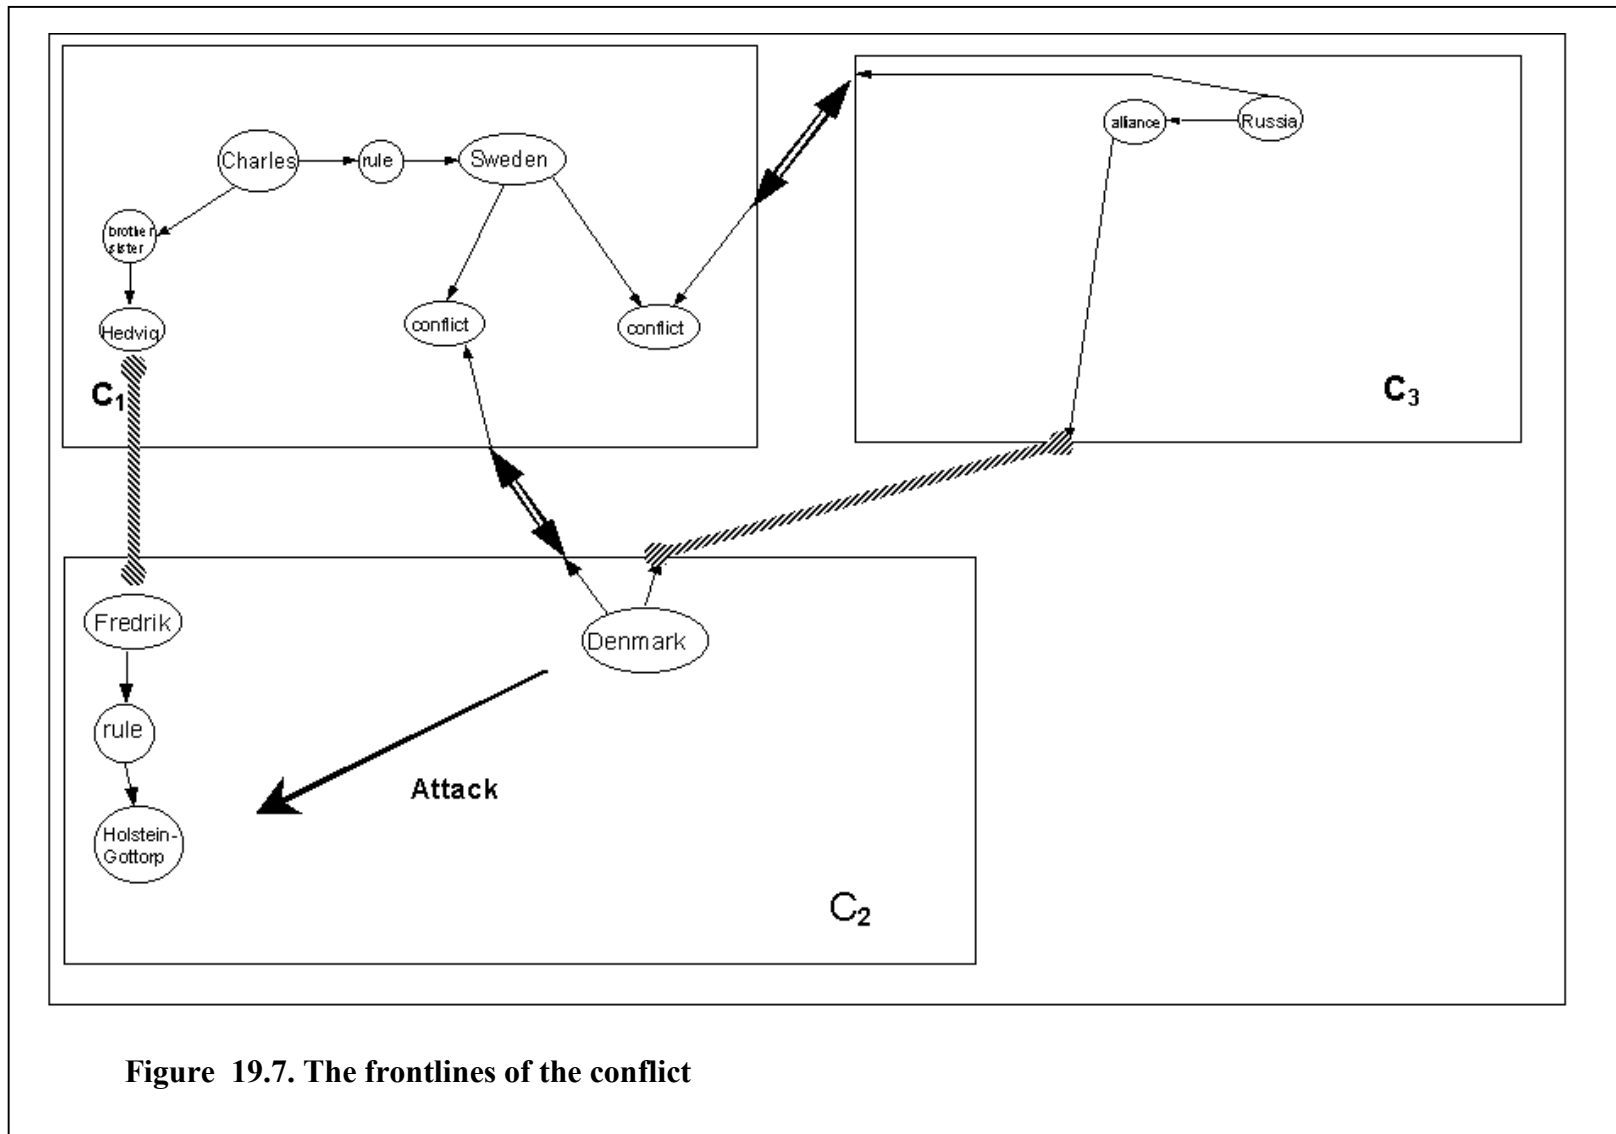 Charles
rule
Sweden
brother
sister
Hedviq
conflict
conflict
C₁
alliance
Russia
C₃
Fredrik
rule
Holstein-
Gottorp
Denmark
Attack
C₂
Figure 19.7. The frontlines of the conflict